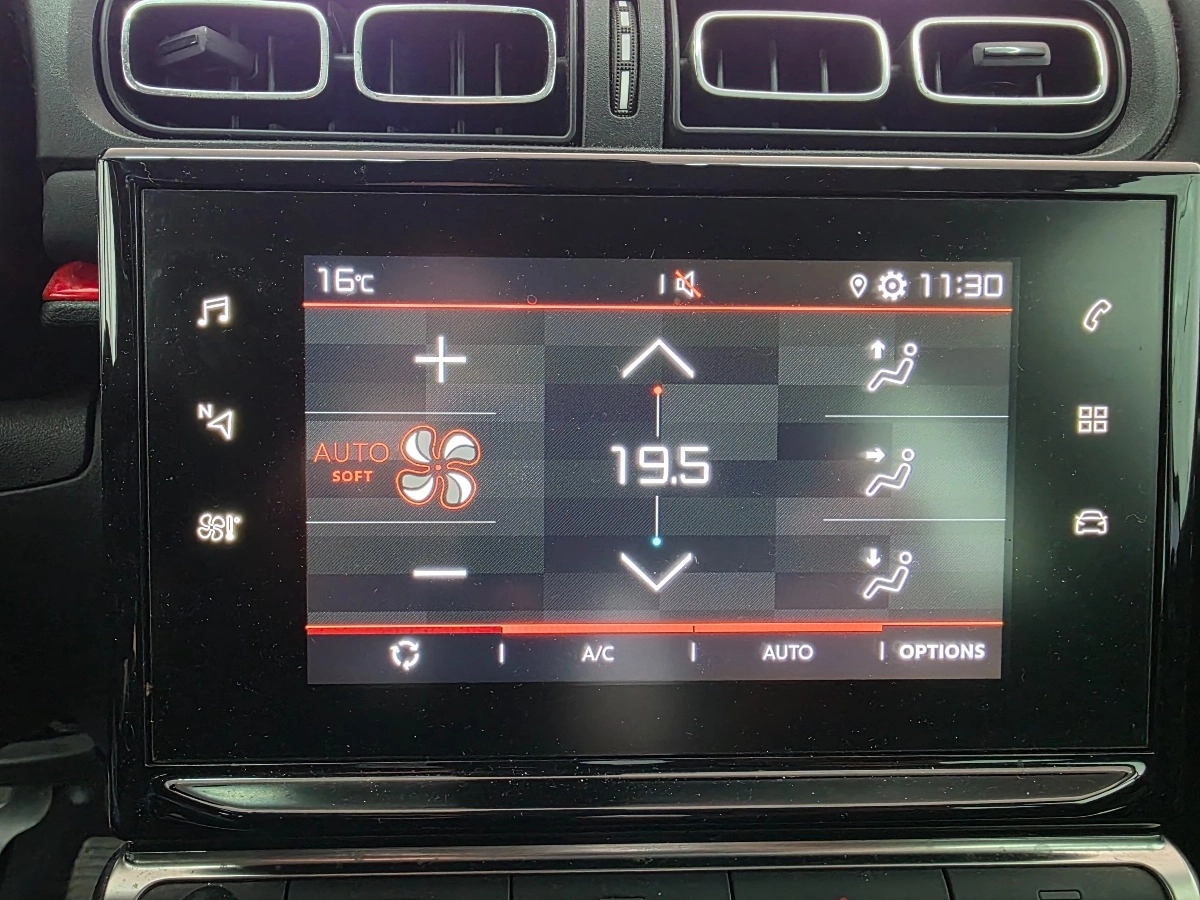 16°C
11:30
N
AUTO
SOFT
19.5
A/C
AUTO
OPTIONS